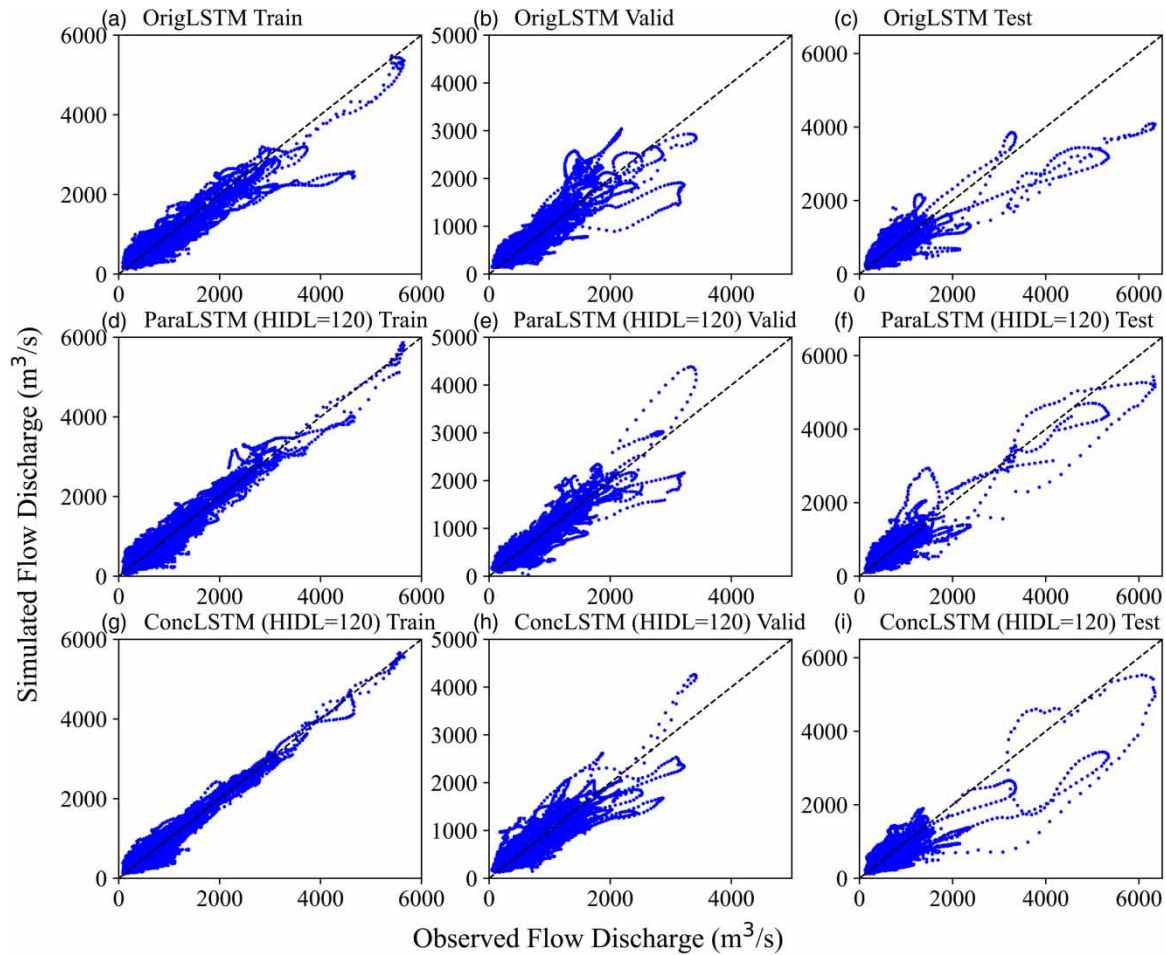 (a) OrigLSTM Train
(b) OrigLSTM Valid
(c) OrigLSTM Test
6000
4000
2000
0
0 2000 4000 6000
5000
4000
3000
2000
1000
0
0 2000 4000
6000
4000
2000
0
0 2000 4000 6000
(d) ParaLSTM (HIDL=120) Train
(e) ParaLSTM (HIDL=120) Valid
(f) ParaLSTM (HIDL=120) Test
6000
4000
2000
0
0 2000 4000 6000
5000
4000
3000
2000
1000
0
0 2000 4000
6000
4000
2000
0
0 2000 4000 6000
(g) ConcLSTM (HIDL=120) Train
(h) ConcLSTM (HIDL=120) Valid
(i) ConcLSTM (HIDL=120) Test
6000
4000
2000
0
0 2000 4000 6000
5000
4000
3000
2000
1000
0
0 2000 4000
6000
4000
2000
0
0 2000 4000 6000
Simulated Flow Discharge (m³/s)
Observed Flow Discharge (m³/s)